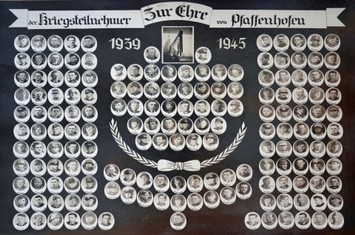 Zur Ehre
der Kriegsteilnehmer von Pfaffenhofen
1939 1945